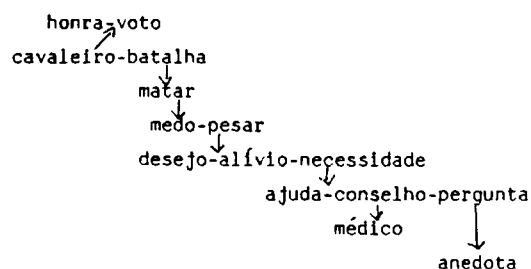 honra-voto
cavaleiro-batalha
matar
medo-pesar
desejo-alívio-necessidade
ajuda-conselho-pergunta
médico
anedota